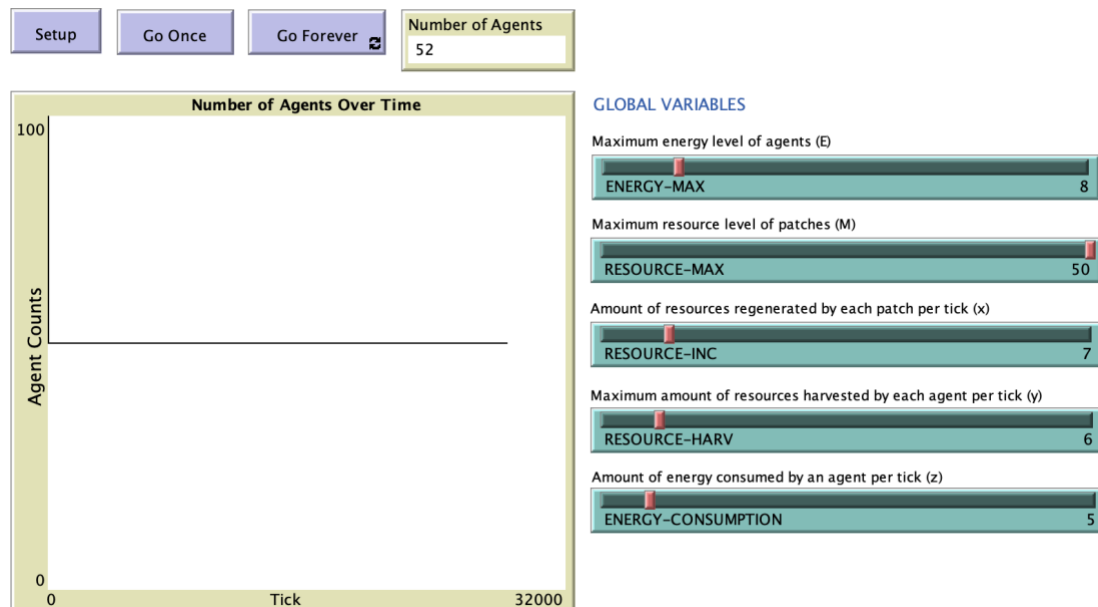 Setup
Go Once
Go Forever
Number of Agents
52
Number of Agents Over Time
100
Agent Counts
0
0
Tick
32000
GLOBAL VARIABLES
Maximum energy level of agents (E)
ENERGY-MAX 8
Maximum resource level of patches (M)
RESOURCE-MAX 50
Amount of resources regenerated by each patch per tick (x)
RESOURCE-INC 7
Maximum amount of resources harvested by each agent per tick (y)
RESOURCE-HARV 6
Amount of energy consumed by an agent per tick (z)
ENERGY-CONSUMPTION 5